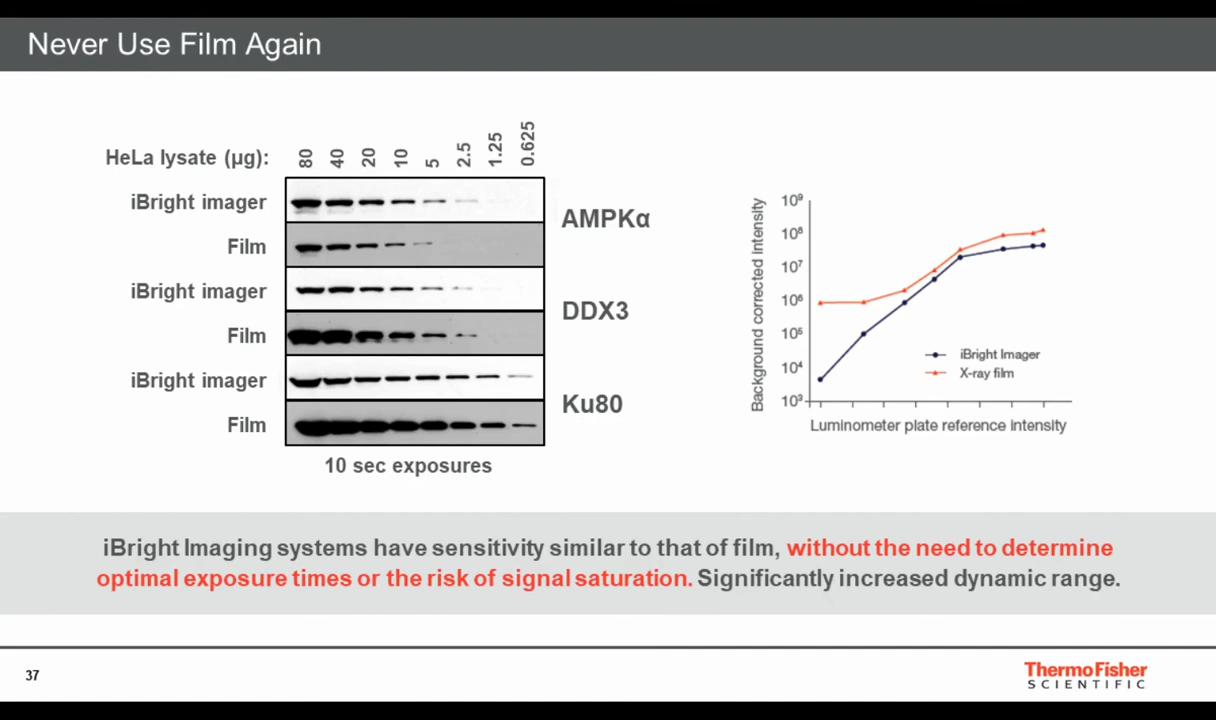 Never Use Film Again
HeLa lysate (µg): 80 40 20 10 5 2.5 1.25 0.625
iBright imager
Film
AMPKα
iBright imager
Film
DDX3
iBright imager
Film
Ku80
10 sec exposures
Background corrected intensity
10⁹
10⁸
10⁷
10⁶
10⁵
10⁴
10³
iBright Imager
X-ray film
Luminometer plate reference intensity
iBright Imaging systems have sensitivity similar to that of film, without the need to determine
optimal exposure times or the risk of signal saturation. Significantly increased dynamic range.
37
ThermoFisher
SCIENTIFIC